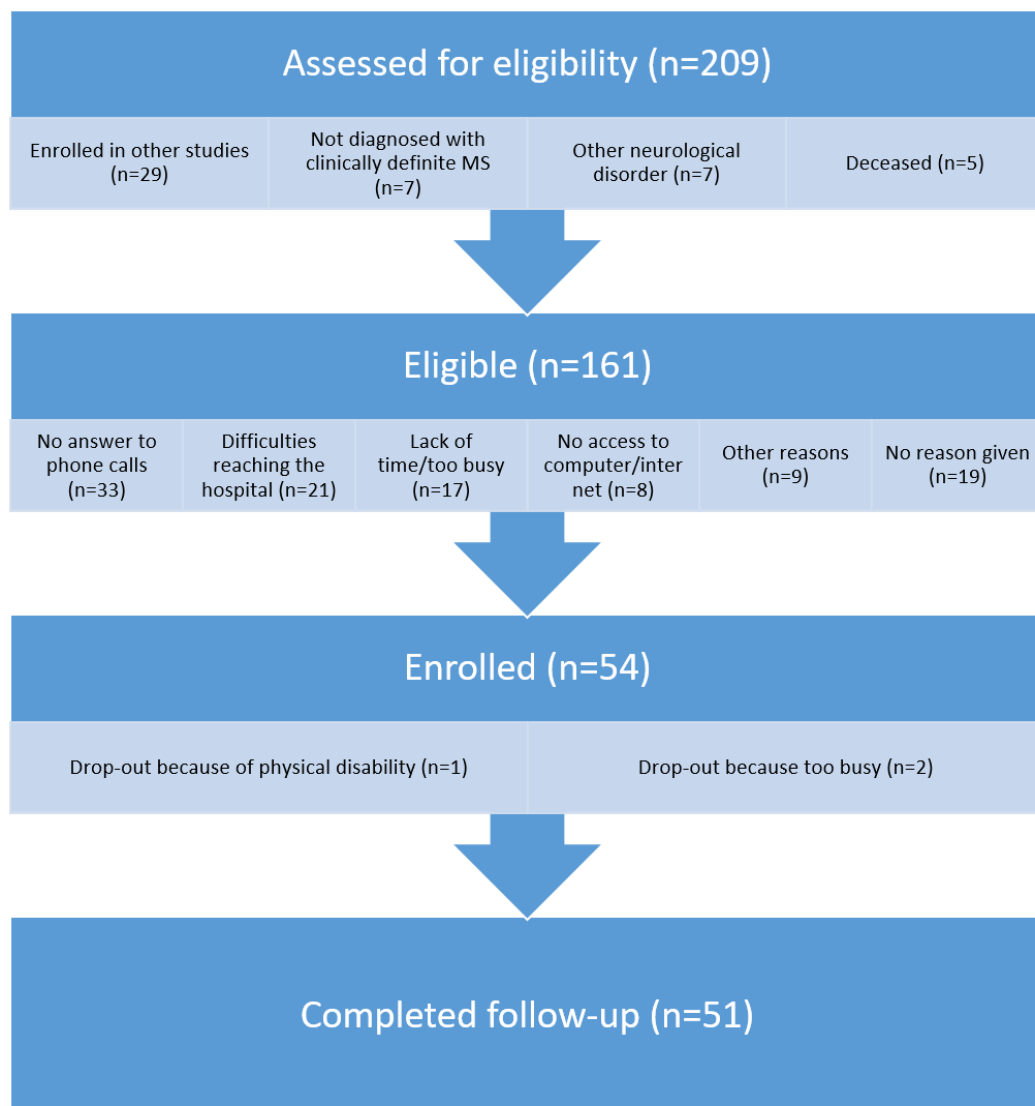 Assessed for eligibility (n=209)
Enrolled in other studies
(n=29)
Not diagnosed with
clinically definite MS
(n=7)
Other neurological
disorder (n=7)
Deceased (n=5)
Eligible (n=161)
No answer to
phone calls
(n=33)
Difficulties
reaching the
hospital (n=21)
Lack of
time/too busy
(n=17)
No access to
computer/inter
net (n=8)
Other reasons
(n=9)
No reason given
(n=19)
Enrolled (n=54)
Drop-out because of physical disability (n=1)
Drop-out because too busy (n=2)
Completed follow-up (n=51)